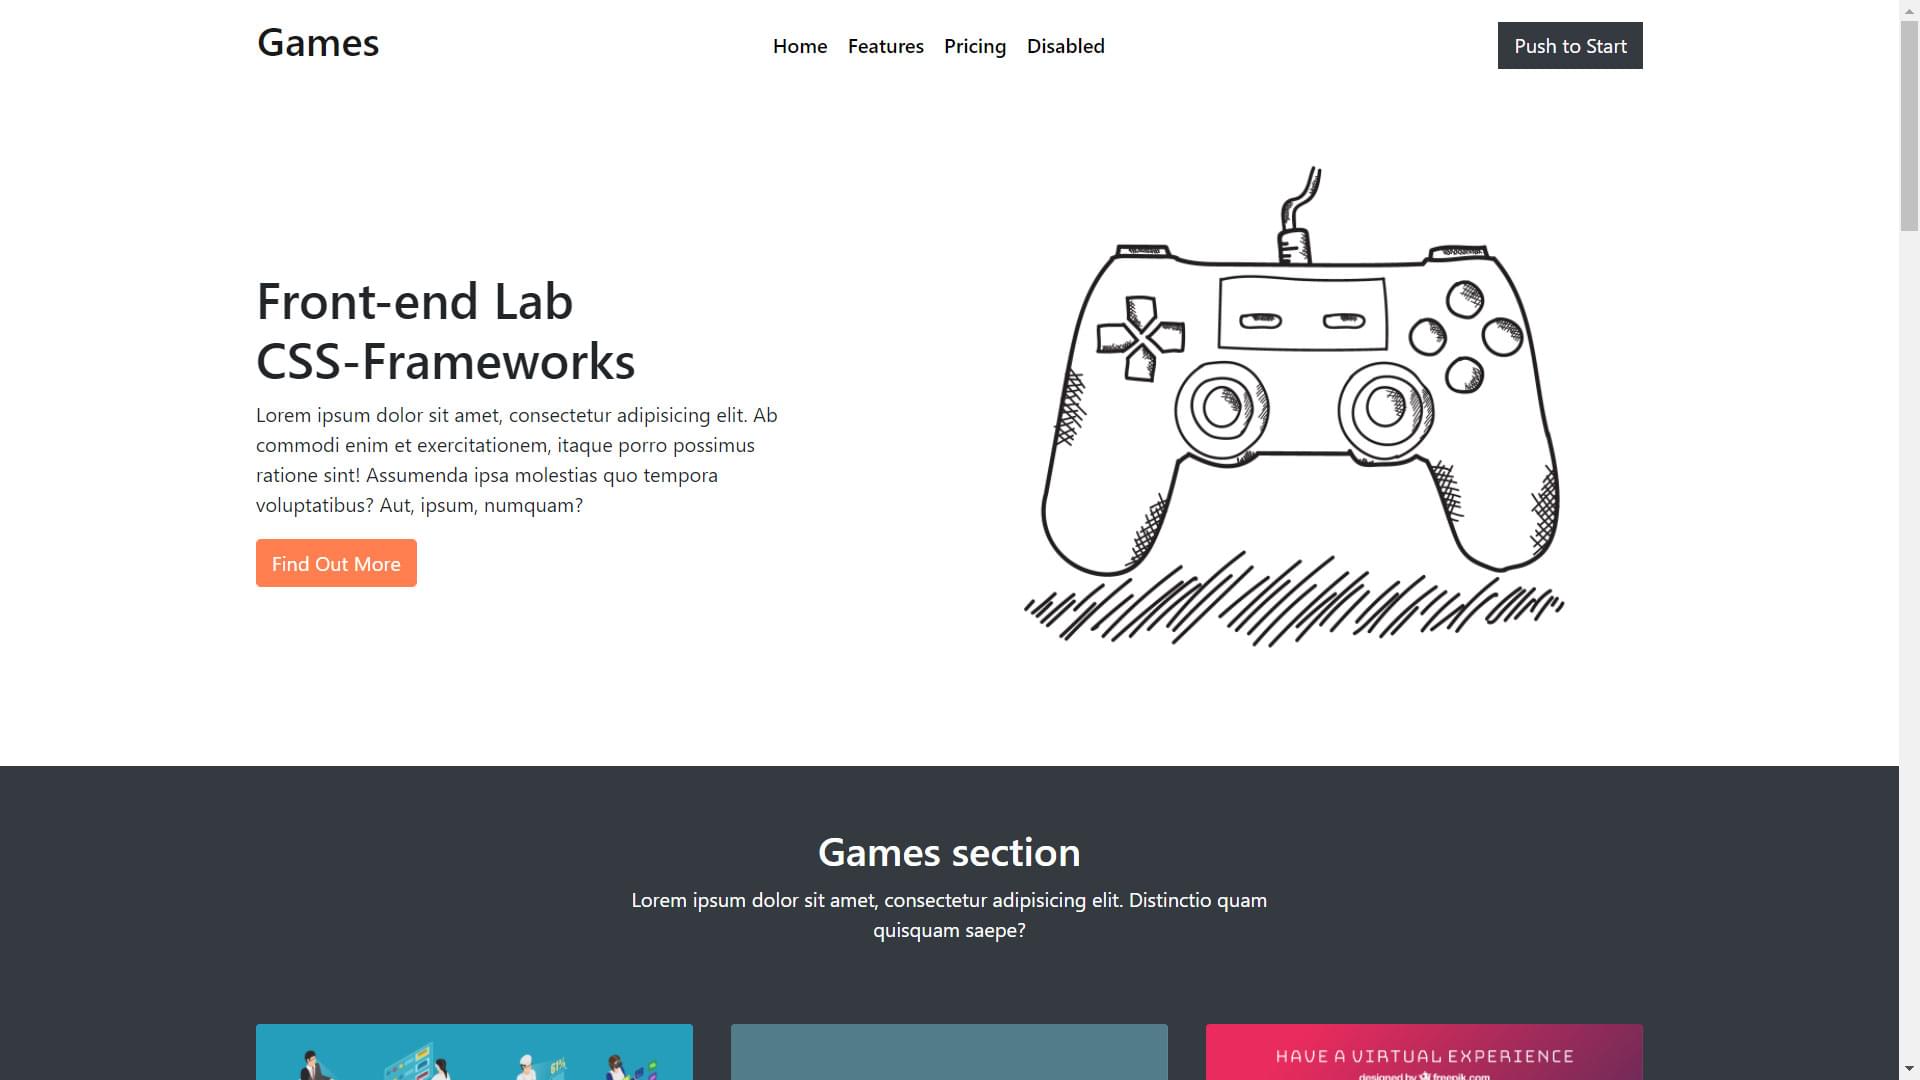 Games
Home Features Pricing Disabled
Push to Start
Front-end Lab
CSS-Frameworks
Lorem ipsum dolor sit amet, consectetur adipisicing elit. Ab
commodi enim et exercitationem, itaque porro possimus
ratione sint! Assumenda ipsa molestias quo tempora
voluptatibus? Aut, ipsum, numquam?
Find Out More
Games section
Lorem ipsum dolor sit amet, consectetur adipisicing elit. Distinctio quam
quisquam saepe?
61%
HAVE A VIRTUAL EXPERIENCE
designed by freepik.com